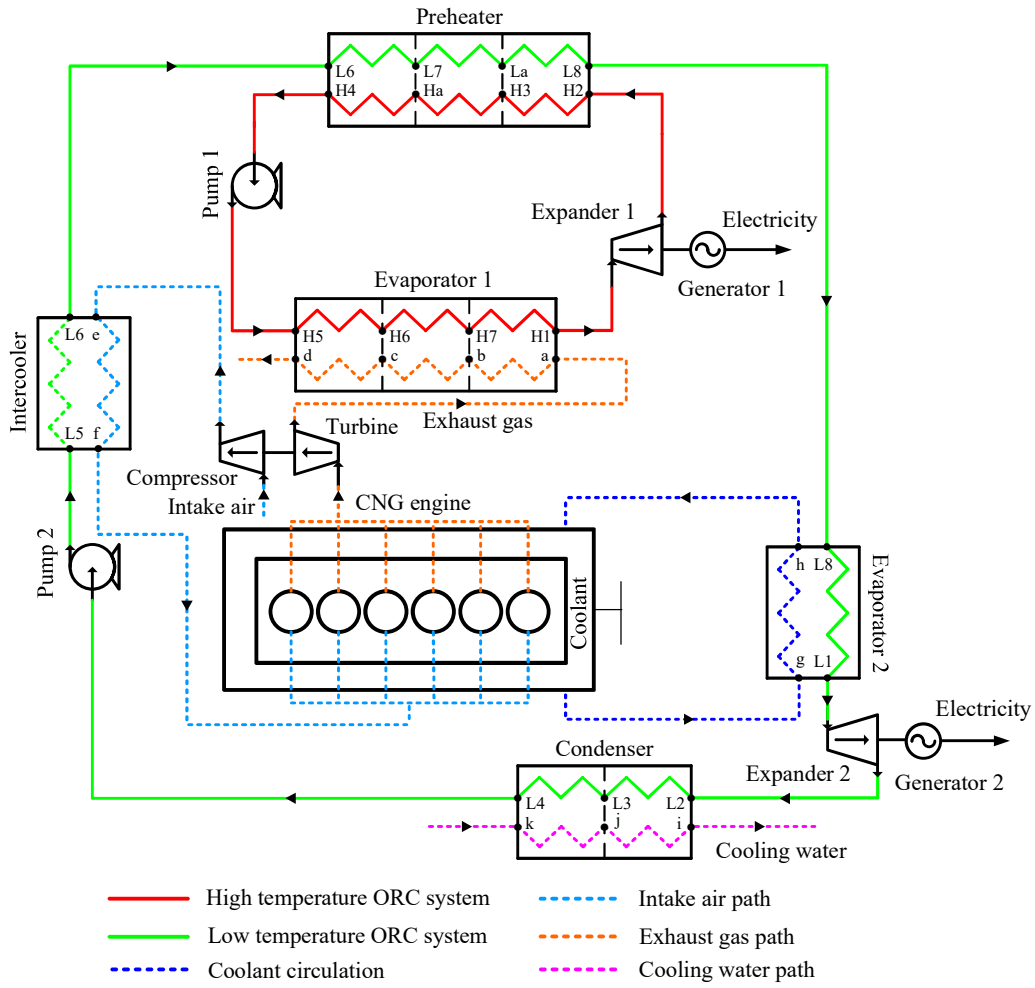 Preheater
L6 L7 La L8
H4 Ha H3 H2
Pump 1
Expander 1
Electricity
Generator 1
Evaporator 1
H5 H6 H7 H1
d c b a
Exhaust gas
Turbine
Intercooler
L6 e
L5 f
Compressor
Intake air
CNG engine
Coolant
Pump 2
h L8
g L1
Evaporator 2
Electricity
Expander 2
Generator 2
Condenser
L4 L3 L2
k j i
Cooling water
High temperature ORC system
Low temperature ORC system
Coolant circulation
Intake air path
Exhaust gas path
Cooling water path